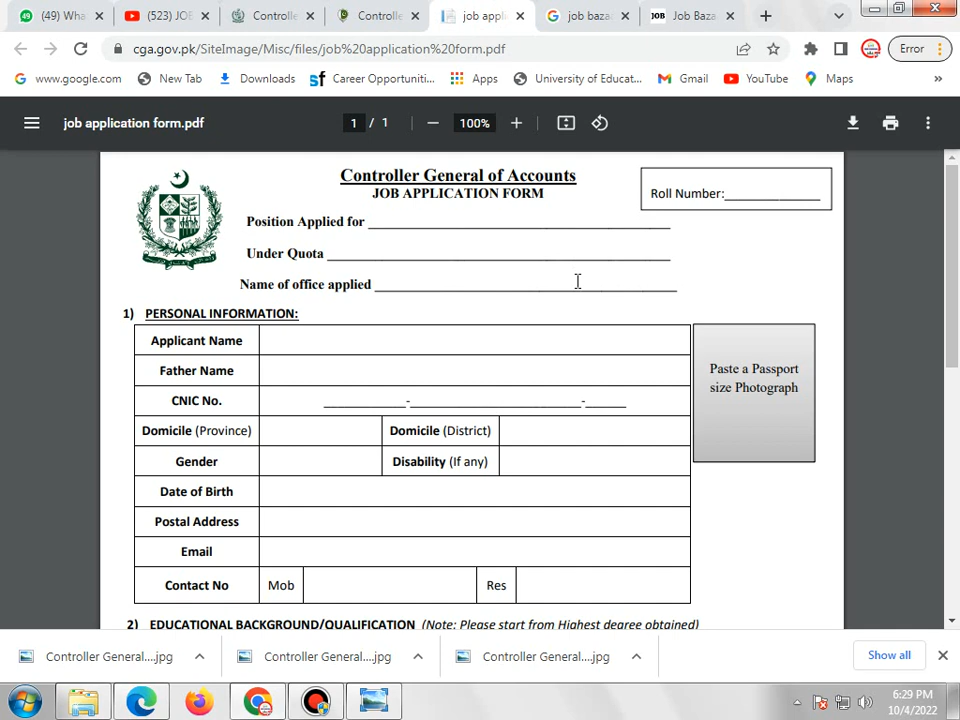 (49) Wha
(523) JOB
Controlle
Controlle
job appl
job baza
Job Baza
cga.gov.pk/SiteImage/Misc/files/job%20application%20form.pdf
Error
www.google.com
New Tab
Downloads
Career Opportuniti...
Apps
University of Educat...
Gmail
YouTube
Maps
»
job application form.pdf
1 / 1
100%
Controller General of Accounts
JOB APPLICATION FORM
Roll Number:
Position Applied for
Under Quota
Name of office applied
1) PERSONAL INFORMATION:
Applicant Name
Father Name
CNIC No.
Domicile (Province)
Domicile (District)
Gender
Disability (If any)
Date of Birth
Postal Address
Email
Contact No
Mob
Res
Paste a Passport
size Photograph
2) EDUCATIONAL BACKGROUND/QUALIFICATION (Note: Please start from Highest degree obtained)
Controller General....jpg
Controller General....jpg
Controller General....jpg
Show all
6:29 PM
10/4/2022